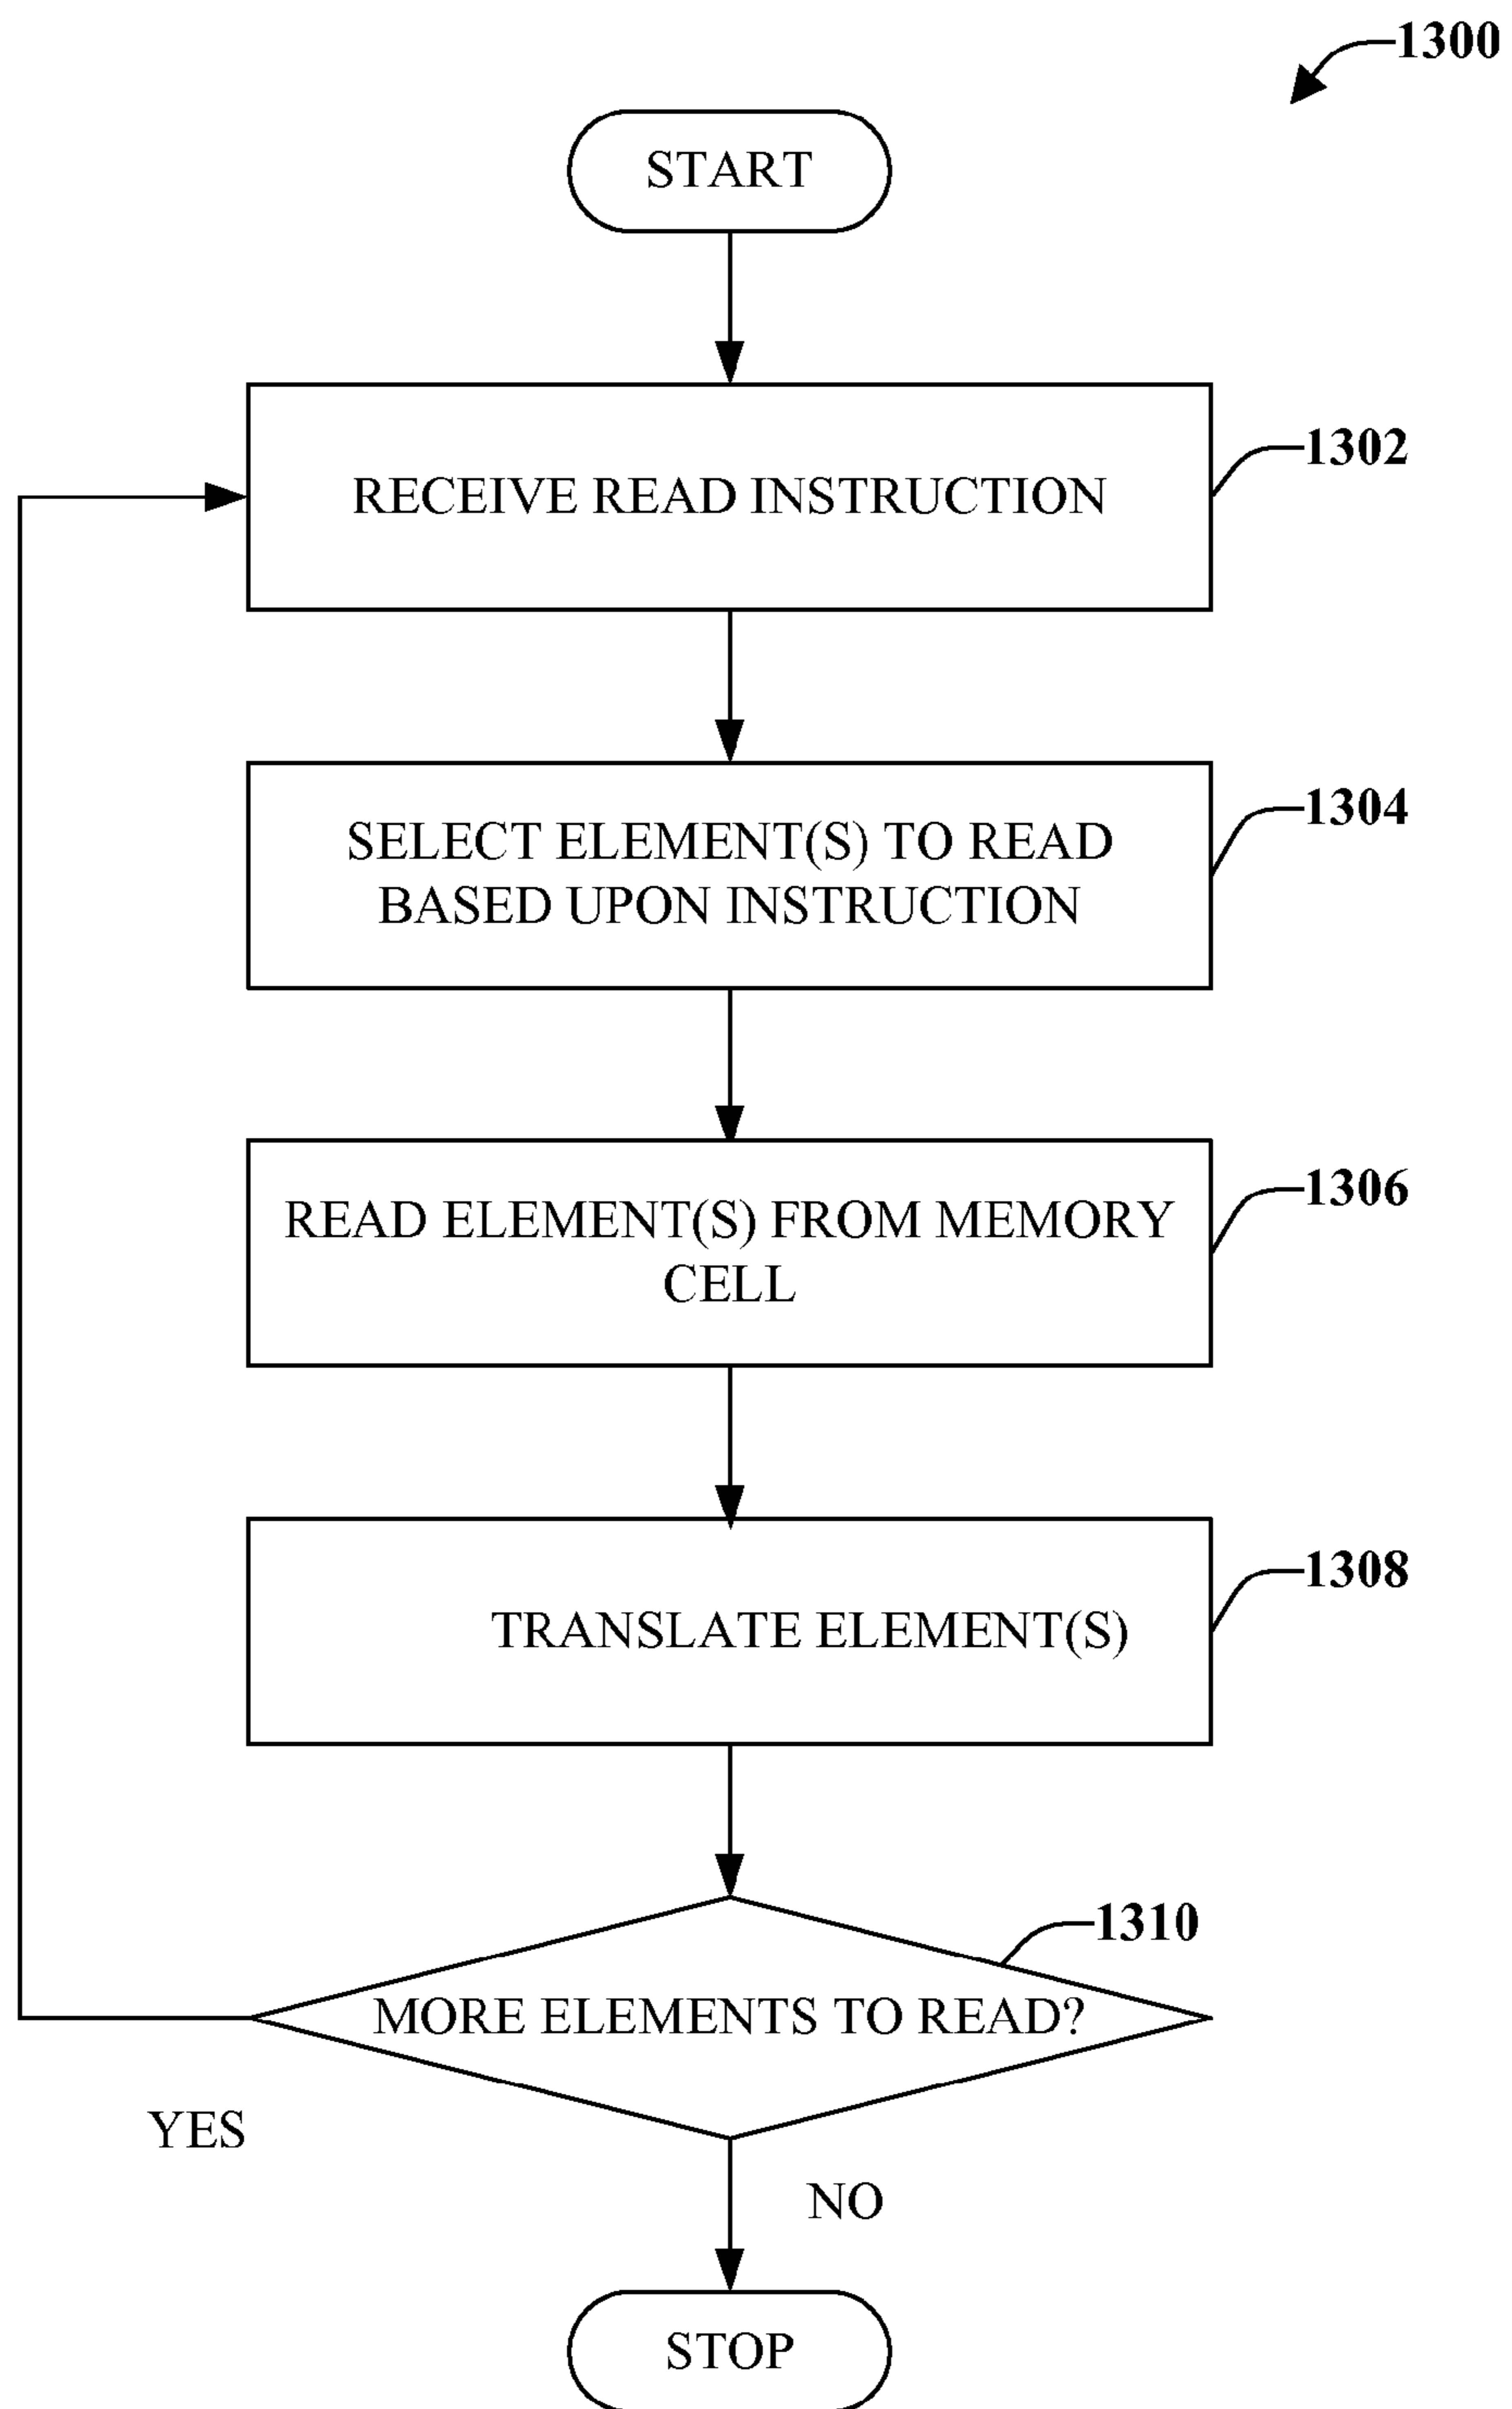 1300
START
RECEIVE READ INSTRUCTION
1302
SELECT ELEMENT(S) TO READ
BASED UPON INSTRUCTION
1304
READ ELEMENT(S) FROM MEMORY
CELL
1306
TRANSLATE ELEMENT(S)
1308
1310
MORE ELEMENTS TO READ?
YES
NO
STOP